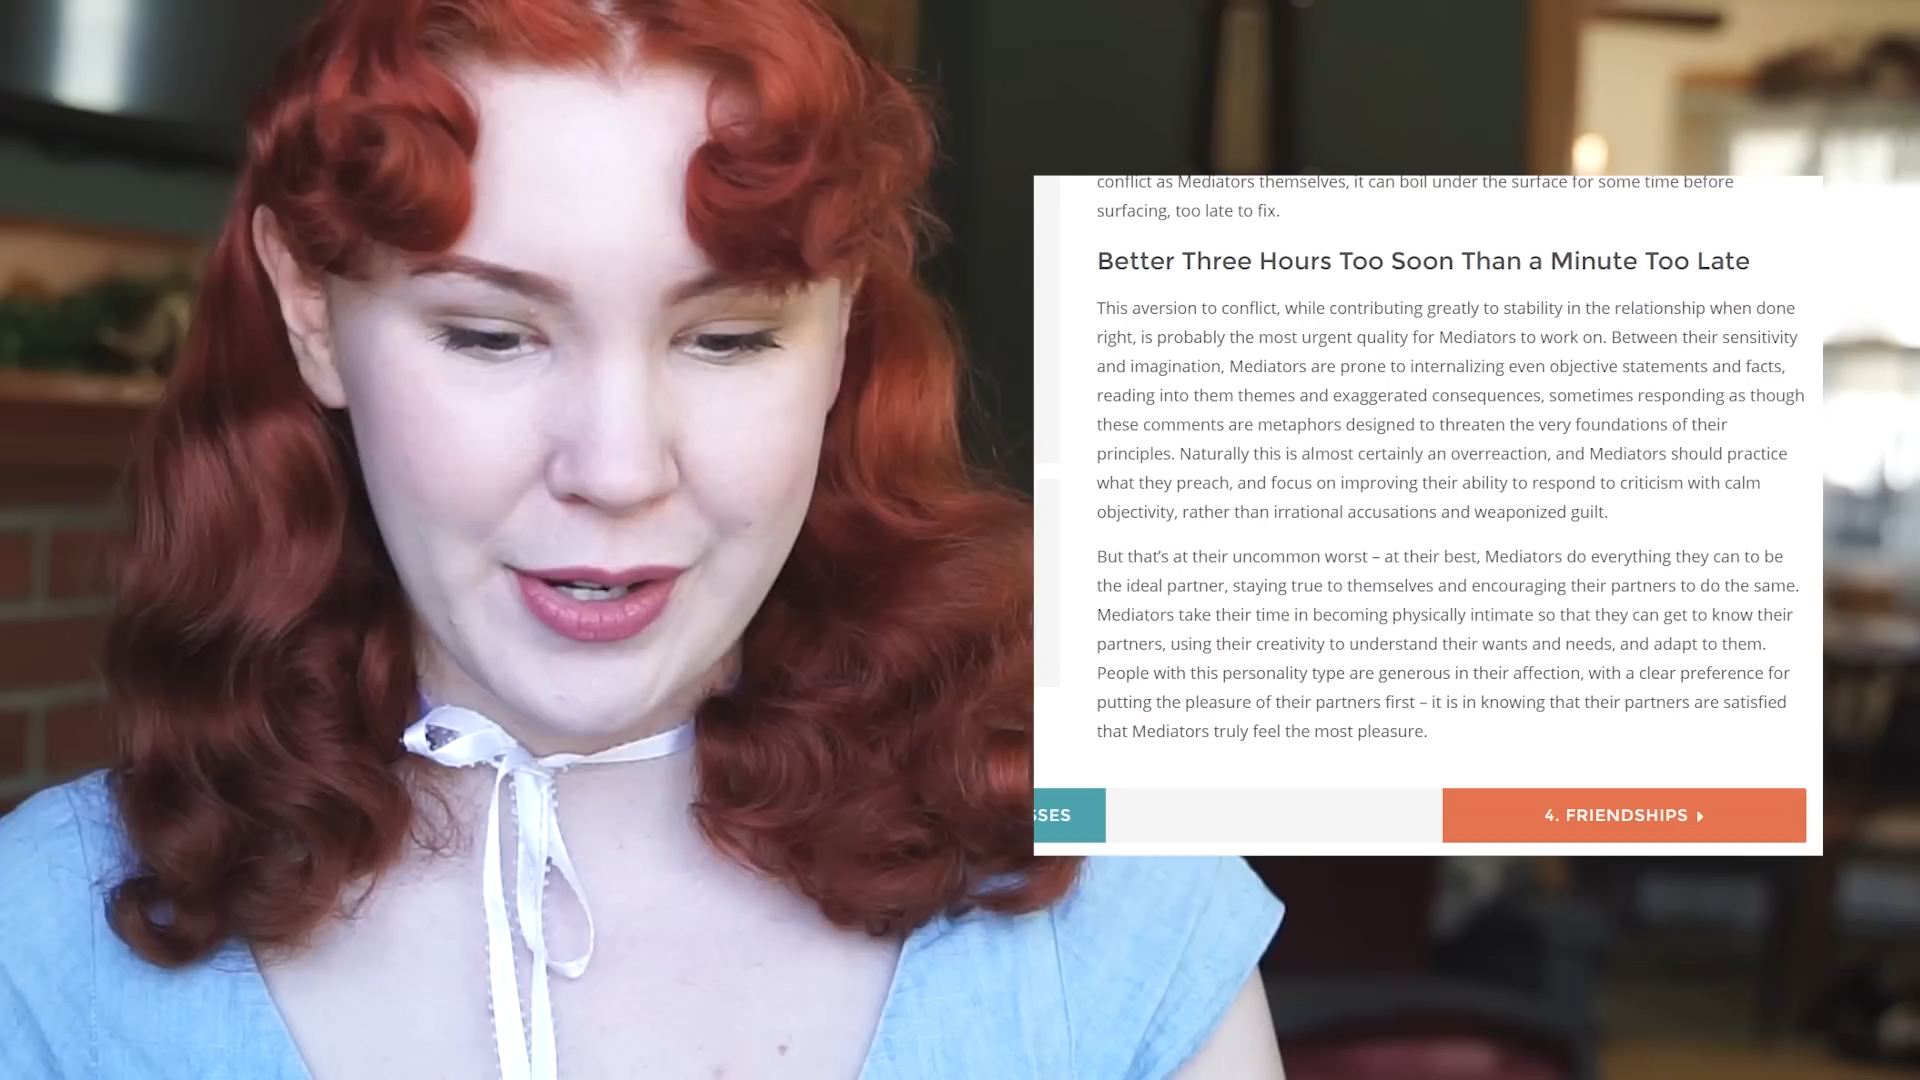 conflict as Mediators themselves, it can boil under the surface for some time before
surfacing, too late to fix.
Better Three Hours Too Soon Than a Minute Too Late
This aversion to conflict, while contributing greatly to stability in the relationship when done
right, is probably the most urgent quality for Mediators to work on. Between their sensitivity
and imagination, Mediators are prone to internalizing even objective statements and facts,
reading into them themes and exaggerated consequences, sometimes responding as though
these comments are metaphors designed to threaten the very foundations of their
principles. Naturally this is almost certainly an overreaction, and Mediators should practice
what they preach, and focus on improving their ability to respond to criticism with calm
objectivity, rather than irrational accusations and weaponized guilt.
But that's at their uncommon worst – at their best, Mediators do everything they can to be
the ideal partner, staying true to themselves and encouraging their partners to do the same.
Mediators take their time in becoming physically intimate so that they can get to know their
partners, using their creativity to understand their wants and needs, and adapt to them.
People with this personality type are generous in their affection, with a clear preference for
putting the pleasure of their partners first – it is in knowing that their partners are satisfied
that Mediators truly feel the most pleasure.
SSES
4. FRIENDSHIPS